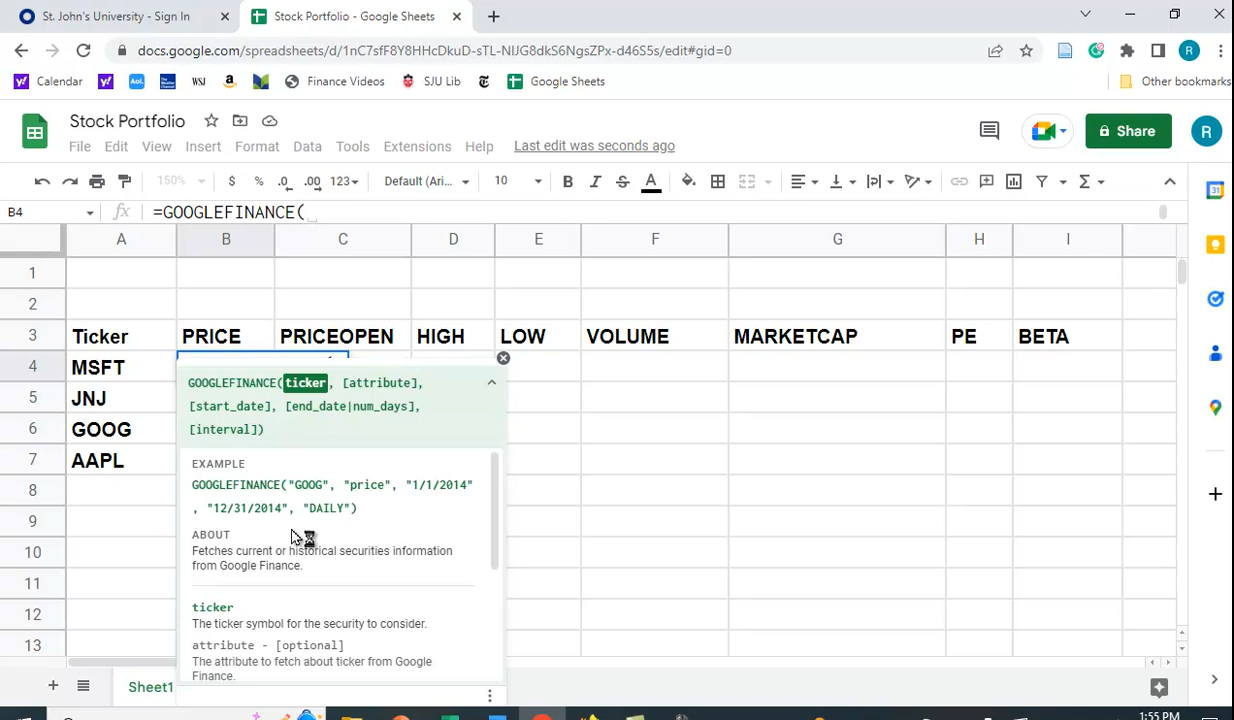 St. John's University - Sign In
Stock Portfolio - Google Sheets
docs.google.com/spreadsheets/d/1nC7sfF8Y8HHcDkuD-sTL-NIJG8dkS6NgsZPx-d46S5s/edit#gid=0
R
Calendar
Aol.
WSJ
Finance Videos
SJU Lib
Google Sheets
Other bookmarks
Stock Portfolio
Share
R
File Edit View Insert Format Data Tools Extensions Help Last edit was seconds ago
150% $ % .0 .00 123 Default (Ari... 10 B I S A
31
B4 fx =GOOGLEFINANCE(
A B C D E F G H I
1
2
3 Ticker PRICE PRICEOPEN HIGH LOW VOLUME MARKETCAP PE BETA
4 MSFT
5 JNJ
6 GOOG
7 AAPL
8
9
10
11
12
13
GOOGLEFINANCE(ticker, [attribute],
[start_date], [end_date|num_days],
[interval])
EXAMPLE
GOOGLEFINANCE("GOOG", "price", "1/1/2014"
, "12/31/2014", "DAILY")
ABOUT
Fetches current or historical securities information
from Google Finance.
ticker
The ticker symbol for the security to consider.
attribute - [optional]
The attribute to fetch about ticker from Google
Finance.
Sheet1
1:55 PM